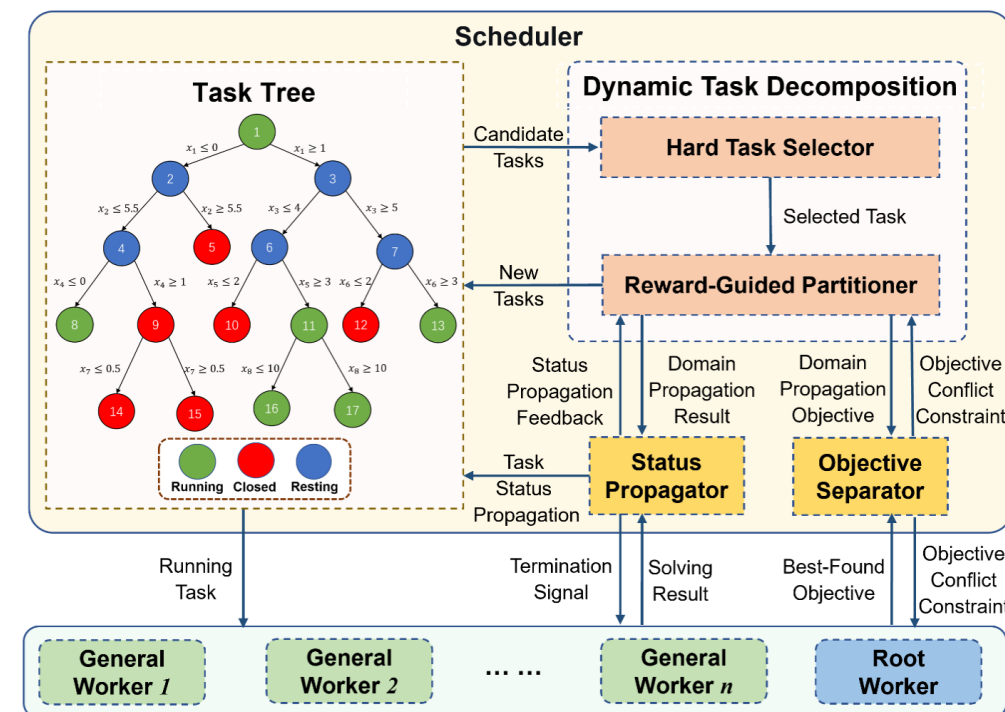 Scheduler
Task Tree
1
x₁ ≤ 0
x₁ ≥ 1
2
3
x₂ ≤ 5.5
x₂ ≥ 5.5
x₃ ≤ 4
x₃ ≥ 5
4
5
6
7
x₄ ≤ 0
x₄ ≥ 1
x₅ ≤ 2
x₅ ≥ 3
x₆ ≤ 2
x₆ ≥ 3
8
9
10
11
12
13
x₇ ≤ 0.5
x₇ ≥ 0.5
x₈ ≤ 10
x₈ ≥ 10
14
15
16
17
Running
Closed
Resting
Candidate
Tasks
New
Tasks
Dynamic Task Decomposition
Hard Task Selector
Selected Task
Reward-Guided Partitioner
Status
Propagation
Feedback
Domain
Propagation
Result
Domain
Propagation
Objective
Objective
Conflict
Constraint
Task
Status
Propagation
Status
Propagator
Objective
Separator
Running
Task
Termination
Signal
Solving
Result
Best-Found
Objective
Objective
Conflict
Constraint
General
Worker 1
General
Worker 2
... ...
General
Worker n
Root
Worker